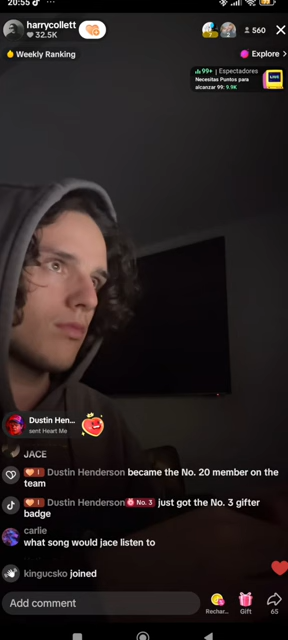 20:55
harrycollett
32.5K
560
Weekly Ranking
Explore >
99+ | Espectadores
Necesitas Puntos para
alcanzar 99: 9.9K
LIVE
Dustin Hen...
sent Heart Me
JACE
I Dustin Henderson became the No. 20 member on the
team
I Dustin Henderson No. 3 just got the No. 3 gifter
badge
carlie
what song would jace listen to
kingucsko joined
Add comment
Rechar...
Gift
65